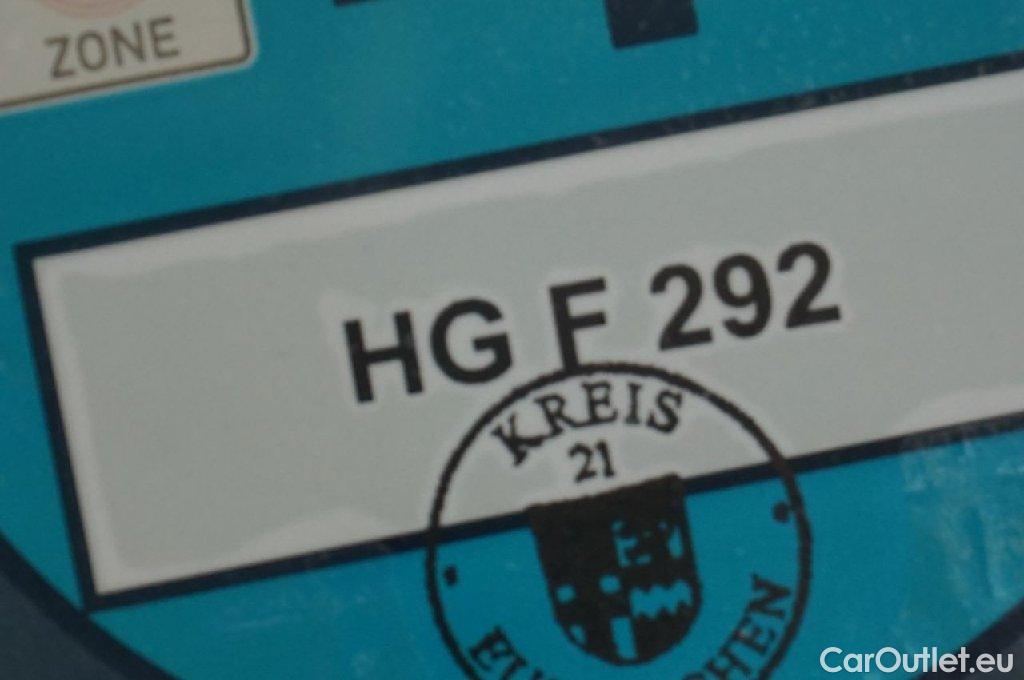 ZONE
HG F 292
KREIS
21
CarOutlet.eu